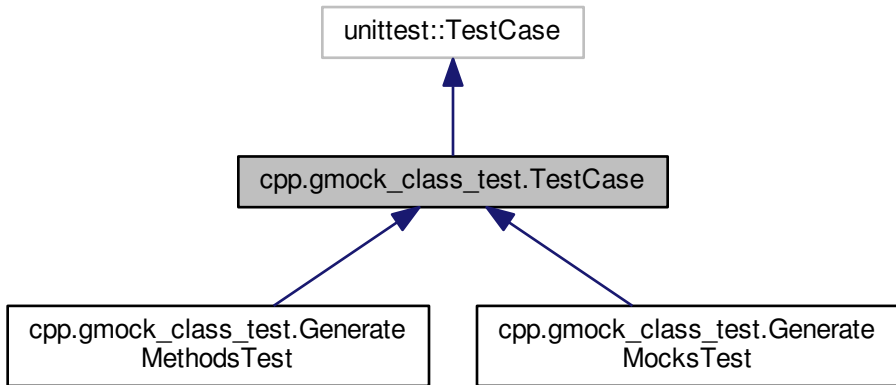 unittest::TestCase
cpp.gmock_class_test.TestCase
cpp.gmock_class_test.Generate
MethodsTest
cpp.gmock_class_test.Generate
MocksTest